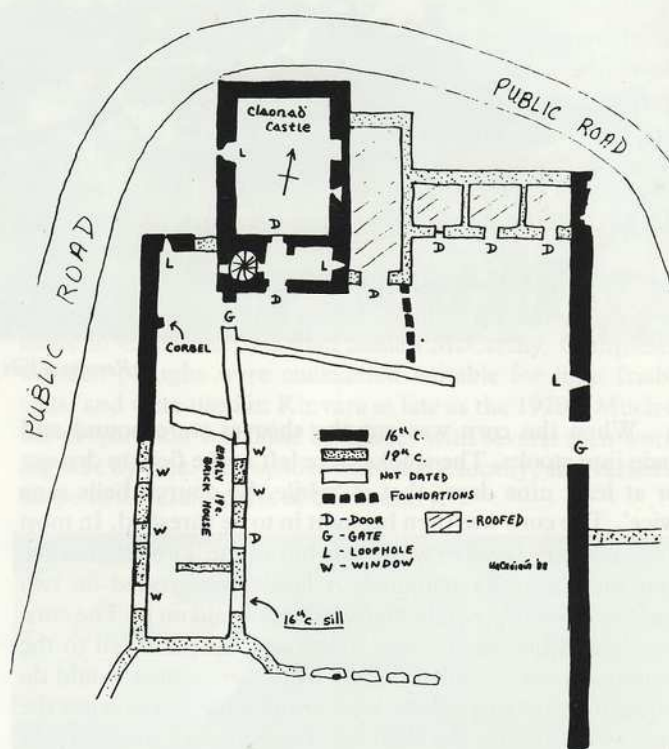 PUBLIC ROAD
PUBLIC ROAD
Claonad
Castle
L
D
L
L
D
G
D
D
D
D
CORBEL
L
G
16th C.
19th C.
NOT DATED
FOUNDATIONS
D - DOOR
G - GATE
L - LOOPHOLE
W - WINDOW
- ROOFED
EARLY 19c.
BRICK HOUSE
W
W
D
W
W
16th c. sill